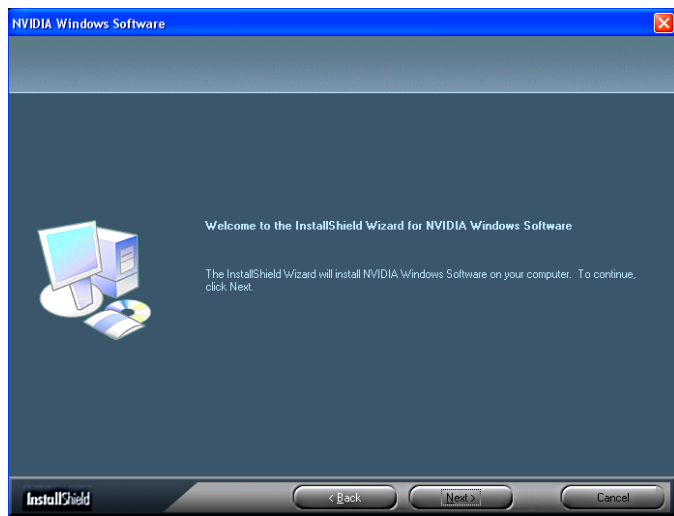 NVIDIA Windows Software
Welcome to the InstallShield Wizard for NVIDIA Windows Software
The InstallShield Wizard will install NVIDIA Windows Software on your computer. To continue,
click Next.
InstallShield
< Back
Next >
Cancel